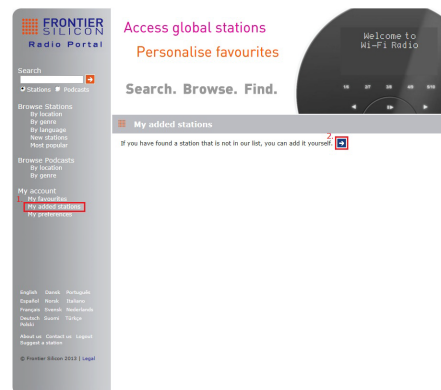 FRONTIER
SILICON
Radio Portal
Search
Stations Podcasts
Browse Stations
By location
By genre
By language
New stations
Most popular
Browse Podcasts
By location
By genre
My account
1. My favourites
My added stations
My preferences
English Dansk Português
Español Norsk Italiano
Français Svensk Nederlands
Deutsch Suomi Türkçe
Polski
About us Contact us Logout
Suggest a station
© Frontier Silicon 2013 | Legal
Access global stations
Personalise favourites
Search. Browse. Find.
Welcome to
Wi-Fi Radio
My added stations
2.
If you have found a station that is not in our list, you can add it yourself.